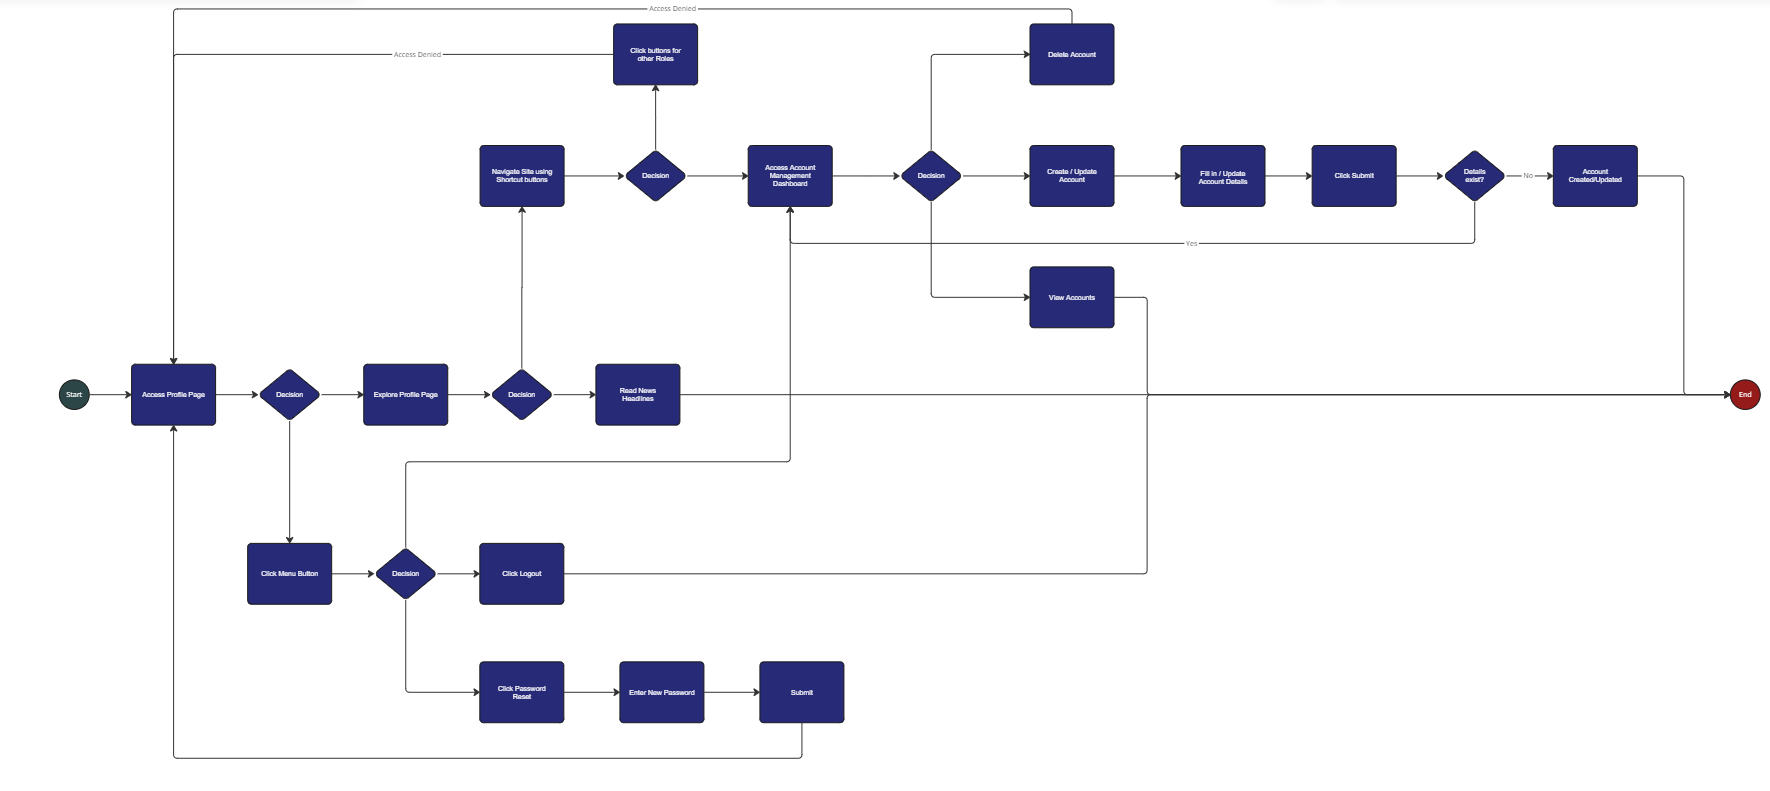 Access Denied
Access Denied
Click buttons for
other Roles
Delete Account
Navigate Site using
Shortcut buttons
Decision
Access Account
Management
Dashboard
Decision
Create / Update
Account
Fill in / Update
Account Details
Click Submit
Details
exist?
No
Account
Created/Updated
Yes
View Accounts
Start
Access Profile Page
Decision
Explore Profile Page
Decision
Read News
Headlines
End
Click Menu Button
Decision
Click Logout
Click Password
Reset
Enter New Password
Submit